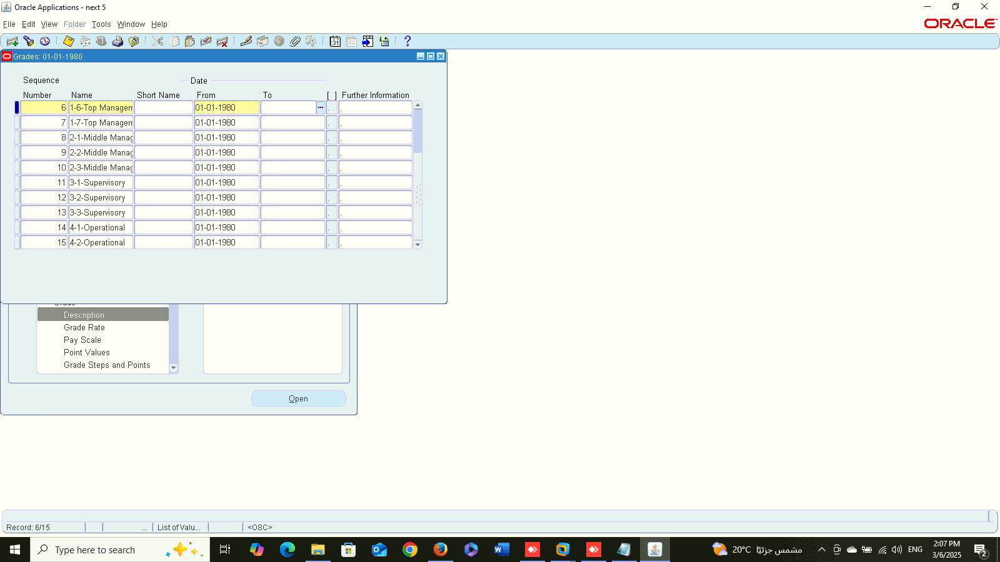 Oracle Applications - next 5
File Edit View Folder Tools Window Help
ORACLE
Grades: 01-01-1980
Sequence Date
Number Name Short Name From To [ ] Further Information
6 1-6-Top Managem 01-01-1980 ... . .
7 1-7-Top Managem 01-01-1980 . .
8 2-1-Middle Manag 01-01-1980 . .
9 2-2-Middle Manag 01-01-1980 . .
10 2-3-Middle Manag 01-01-1980 . .
11 3-1-Supervisory 01-01-1980 . .
12 3-2-Supervisory 01-01-1980 . .
13 3-3-Supervisory 01-01-1980 . .
14 4-1-Operational 01-01-1980 . .
15 4-2-Operational 01-01-1980 . .
Description
Grade Rate
Pay Scale
Point Values
Grade Steps and Points
Open
Record: 6/15 ... List of Valu... <OSC>
Type here to search
20°C مشمس جزئيًا
ENG
2:07 PM
3/6/2025
2